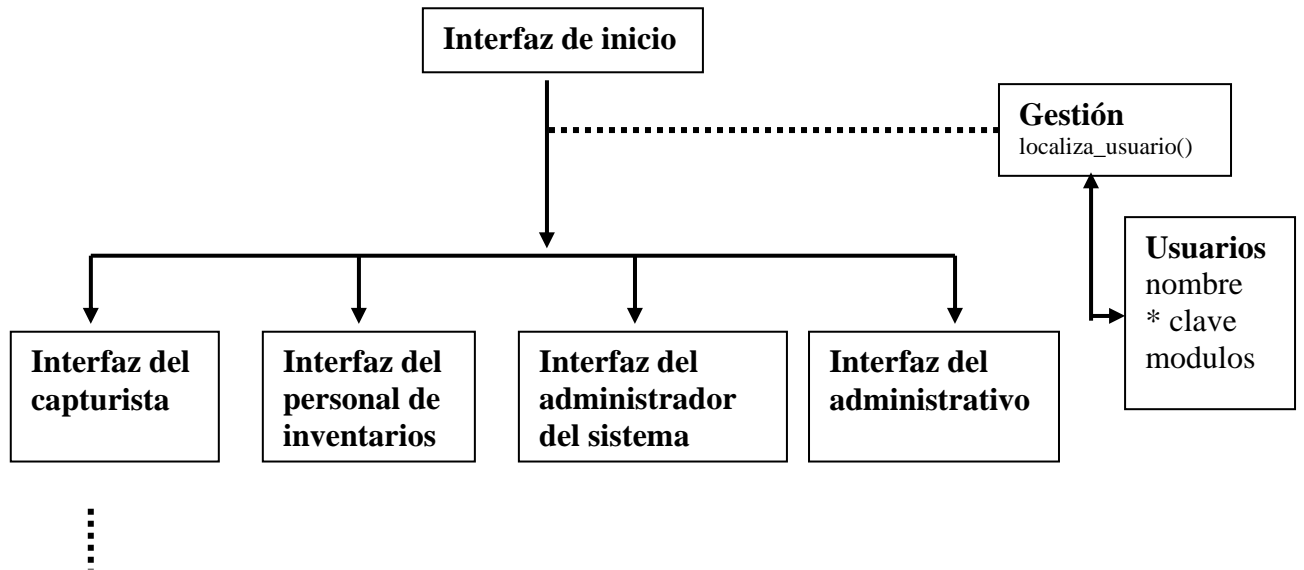 Interfaz de inicio
Gestión
localiza_usuario()
Usuarios
nombre
* clave
modulos
Interfaz del
capturista
Interfaz del
personal de
inventarios
Interfaz del
administrador
del sistema
Interfaz del
administrativo